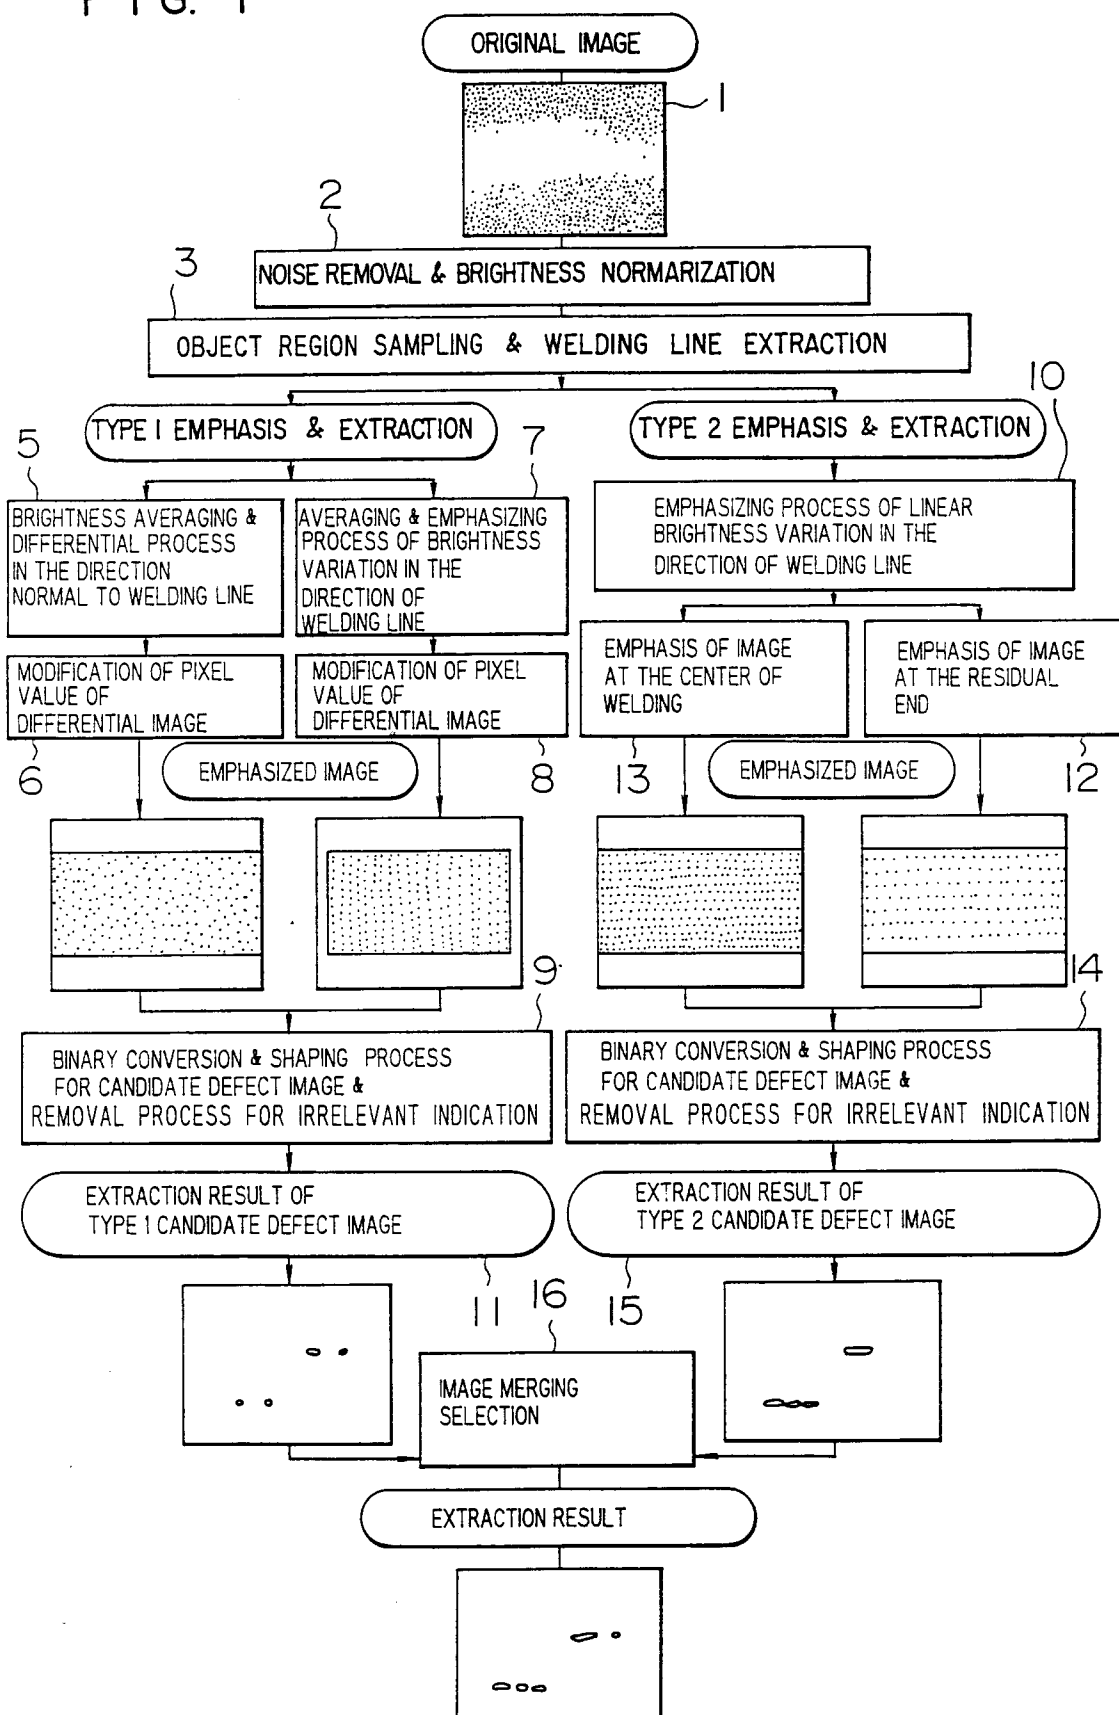 FIG. 1
ORIGINAL IMAGE
1
2
3
NOISE REMOVAL & BRIGHTNESS NORMARIZATION
OBJECT REGION SAMPLING & WELDING LINE EXTRACTION
10
TYPE 1 EMPHASIS & EXTRACTION
TYPE 2 EMPHASIS & EXTRACTION
5
7
BRIGHTNESS AVERAGING &
DIFFERENTIAL PROCESS
IN THE DIRECTION
NORMAL TO WELDING LINE
AVERAGING & EMPHASIZING
PROCESS OF BRIGHTNESS
VARIATION IN THE
DIRECTION OF
WELDING LINE
EMPHASIZING PROCESS OF LINEAR
BRIGHTNESS VARIATION IN THE
DIRECTION OF WELDING LINE
MODIFICATION OF PIXEL
VALUE OF
DIFFERENTIAL IMAGE
MODIFICATION OF PIXEL
VALUE OF
DIFFERENTIAL IMAGE
EMPHASIS OF IMAGE
AT THE CENTER OF
WELDING
EMPHASIS OF IMAGE
AT THE RESIDUAL
END
6
EMPHASIZED IMAGE
8
13
EMPHASIZED IMAGE
12
9
14
BINARY CONVERSION & SHAPING PROCESS
FOR CANDIDATE DEFECT IMAGE &
REMOVAL PROCESS FOR IRRELEVANT INDICATION
BINARY CONVERSION & SHAPING PROCESS
FOR CANDIDATE DEFECT IMAGE &
REMOVAL PROCESS FOR IRRELEVANT INDICATION
EXTRACTION RESULT OF
TYPE 1 CANDIDATE DEFECT IMAGE
EXTRACTION RESULT OF
TYPE 2 CANDIDATE DEFECT IMAGE
11
16
15
IMAGE MERGING
SELECTION
EXTRACTION RESULT